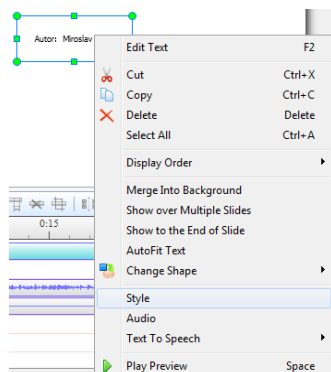 Autor: Miroslav
Edit Text F2
Cut Ctrl+X
Copy Ctrl+C
Delete Delete
Select All Ctrl+A
Display Order
Merge Into Background
Show over Multiple Slides
Show to the End of Slide
AutoFit Text
Change Shape
0:15
Style
Audio
Text To Speech
Play Preview Space